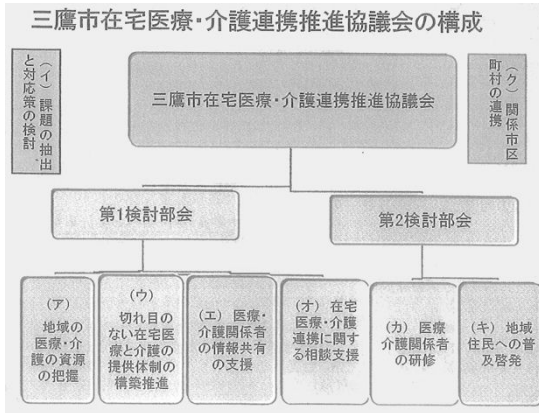 三鷹市在宅医療・介護連携推進協議会の構成
(イ) 課題の抽出
と対応策の検討
三鷹市在宅医療・介護連携推進協議会
(ク) 関係市区
町村の連携
第1検討部会
第2検討部会
(ア)
地域の
医療・介
護の資源
の把握
(ウ)
切れ目の
ない在宅医
療と介護の
提供体制の
構築推進
(エ) 医療・
介護関係者
の情報共有
の支援
(オ) 在宅
医療・介護
連携に関す
る相談支援
(カ) 医療
介護関係者
の研修
(キ) 地域
住民への普
及啓発